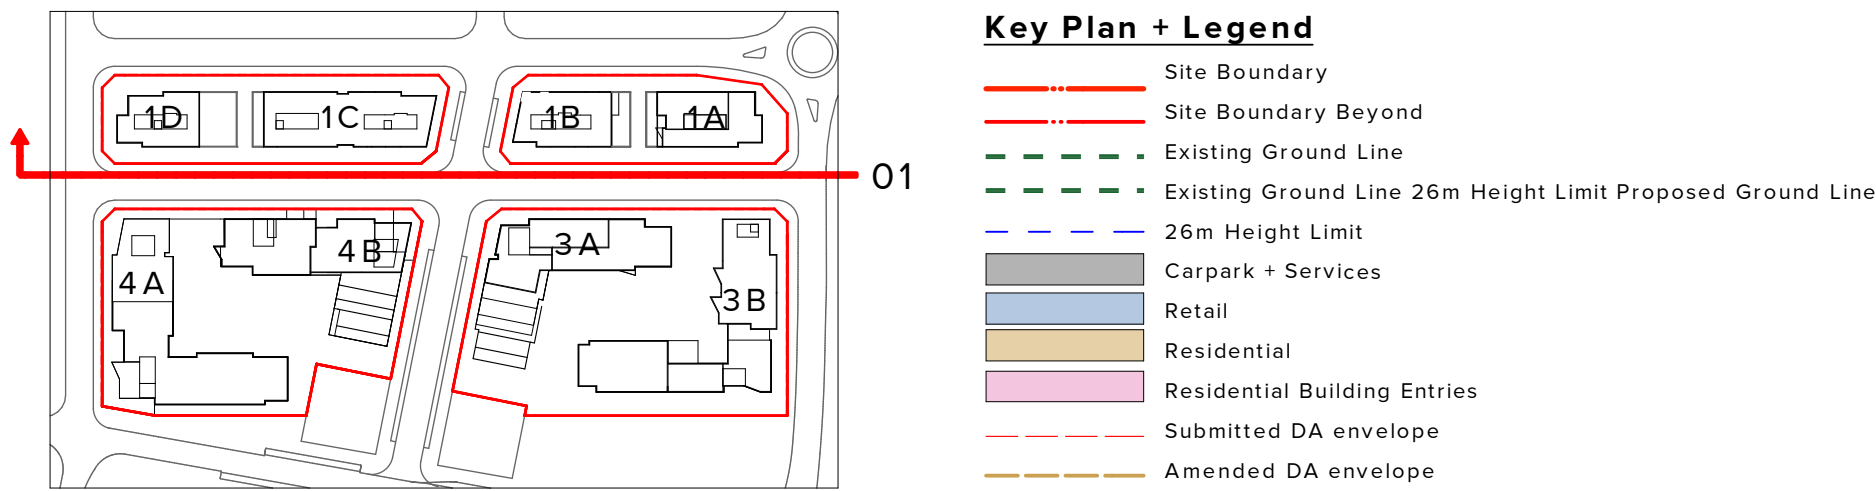 Key Plan + Legend
Site Boundary
Site Boundary Beyond
Existing Ground Line
Existing Ground Line 26m Height Limit Proposed Ground Line
26m Height Limit
Carpark + Services
Retail
Residential
Residential Building Entries
Submitted DA envelope
Amended DA envelope
1D 1C 1B 1A
01
4B 3A
4A 3B